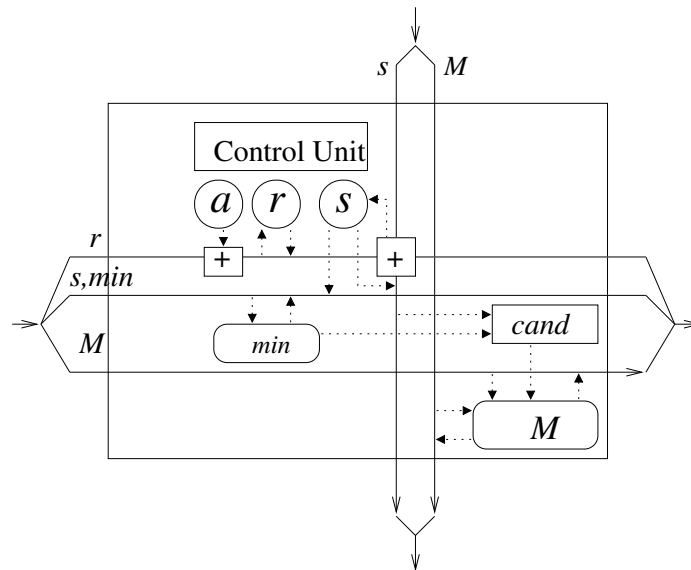 s M
Control Unit
a r s
r + +
s,min
cand
min
M
M